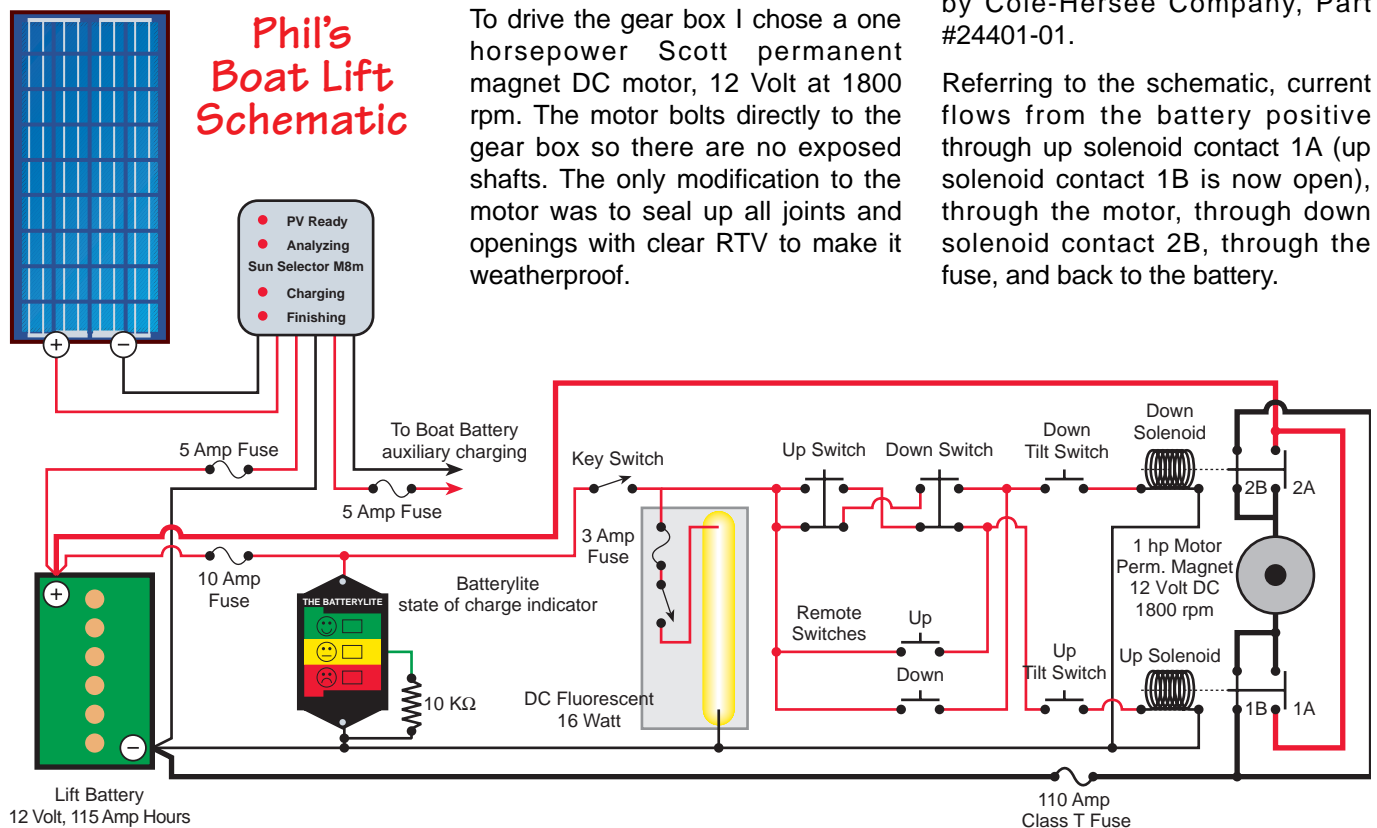 Phil's
Boat Lift
Schematic
To drive the gear box I chose a one
horsepower Scott permanent
magnet DC motor, 12 Volt at 1800
rpm. The motor bolts directly to the
gear box so there are no exposed
shafts. The only modification to the
motor was to seal up all joints and
openings with clear RTV to make it
weatherproof.
by Cole-Hersee Company, Part
#24401-01.
Referring to the schematic, current
flows from the battery positive
through up solenoid contact 1A (up
solenoid contact 1B is now open),
through the motor, through down
solenoid contact 2B, through the
fuse, and back to the battery.
PV Ready
Analyzing
Sun Selector M8m
Charging
Finishing
+
−
5 Amp Fuse
To Boat Battery
auxiliary charging
5 Amp Fuse
Key Switch
Up Switch
Down Switch
Down
Tilt Switch
Down
Solenoid
2B
2A
3 Amp
Fuse
10 Amp
Fuse
+
−
THE BATTERYLITE
Batterylite
state of charge indicator
10 KΩ
DC Fluorescent
16 Watt
Remote
Switches
Up
Down
Up
Tilt Switch
Up Solenoid
1 hp Motor
Perm. Magnet
12 Volt DC
1800 rpm
1B
1A
Lift Battery
12 Volt, 115 Amp Hours
110 Amp
Class T Fuse